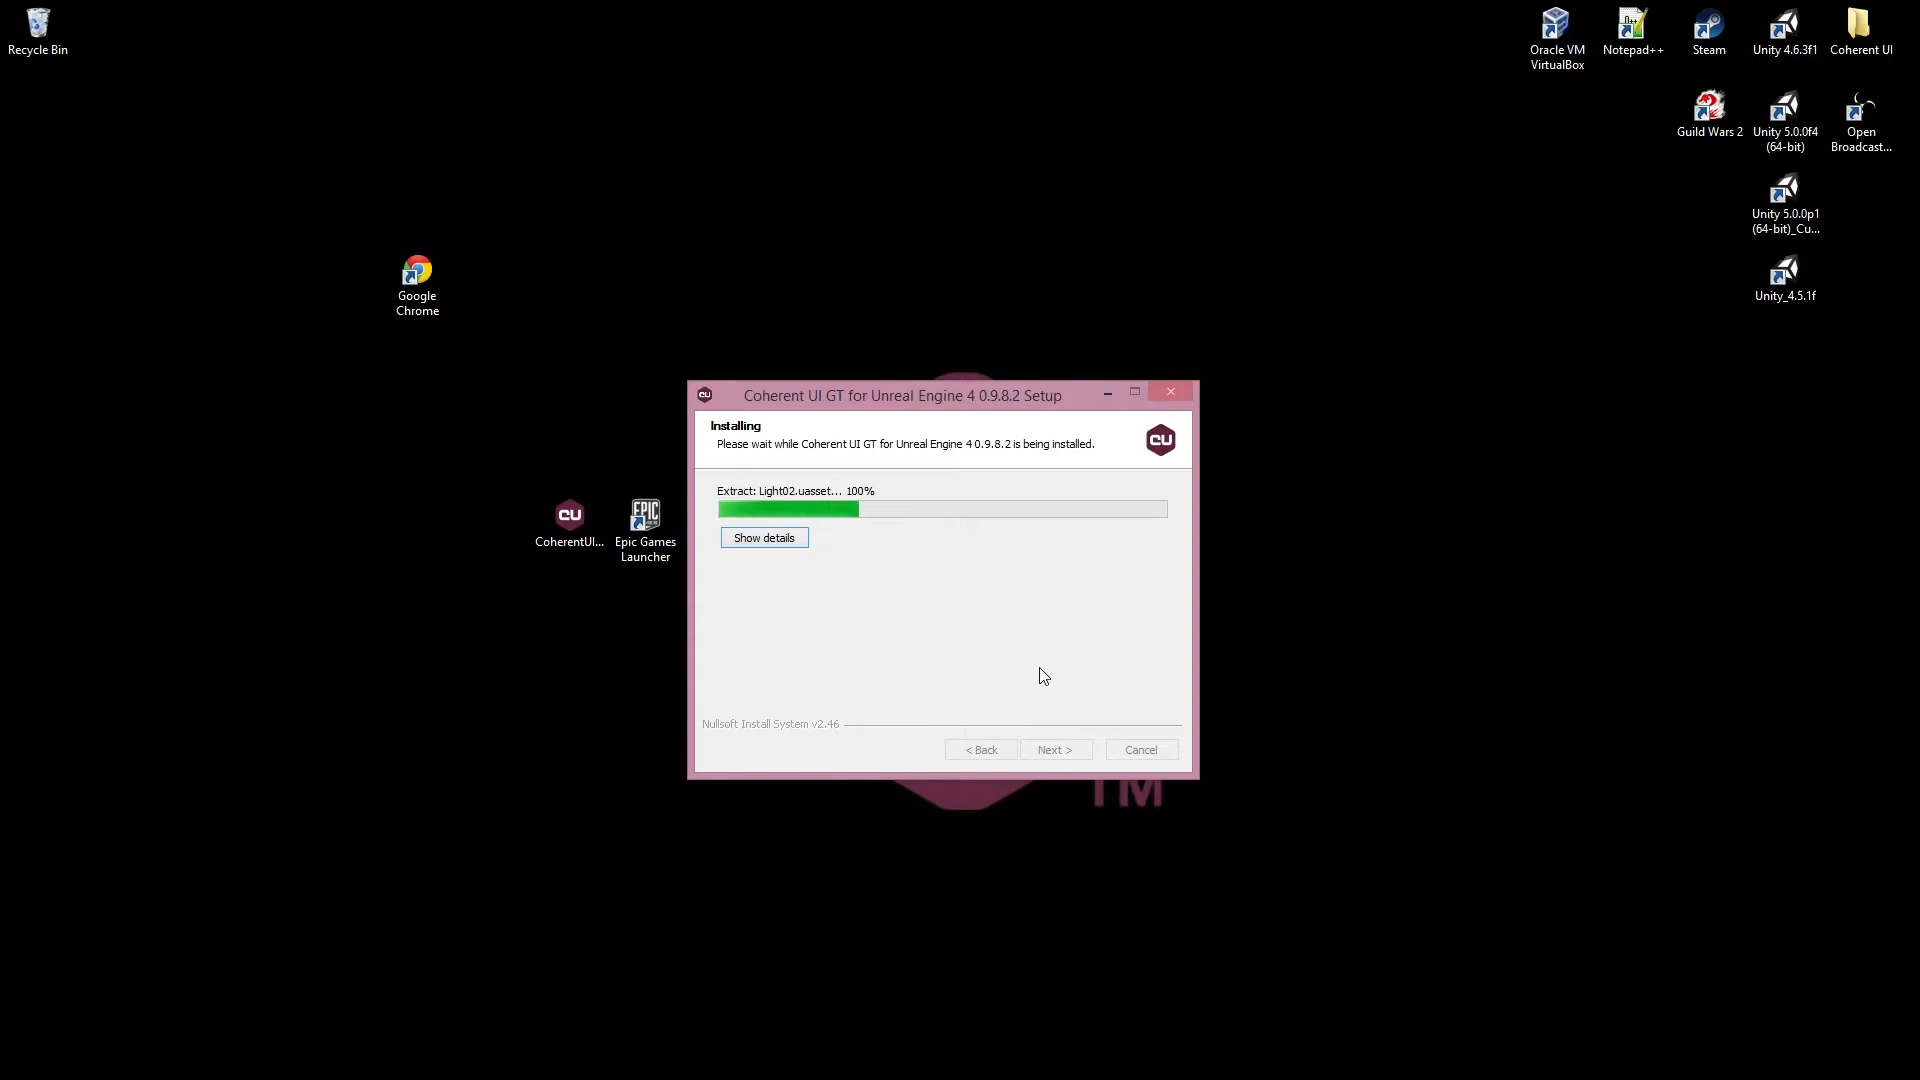 Recycle Bin
Oracle VM
VirtualBox
Notepad++
Steam
Unity 4.6.3f1
Coherent UI
Guild Wars 2
Unity 5.0.0f4
(64-bit)
Open
Broadcast...
Unity 5.0.0p1
(64-bit)_Cu...
Unity_4.5.1f
Google
Chrome
CU
CoherentUI...
EPIC
GAMES
Epic Games
Launcher
CU
Coherent UI GT for Unreal Engine 4 0.9.8.2 Setup
Installing
Please wait while Coherent UI GT for Unreal Engine 4 0.9.8.2 is being installed.
CU
Extract: Light02.uasset... 100%
Show details
Nullsoft Install System v2.46
< Back
Next >
Cancel
TM